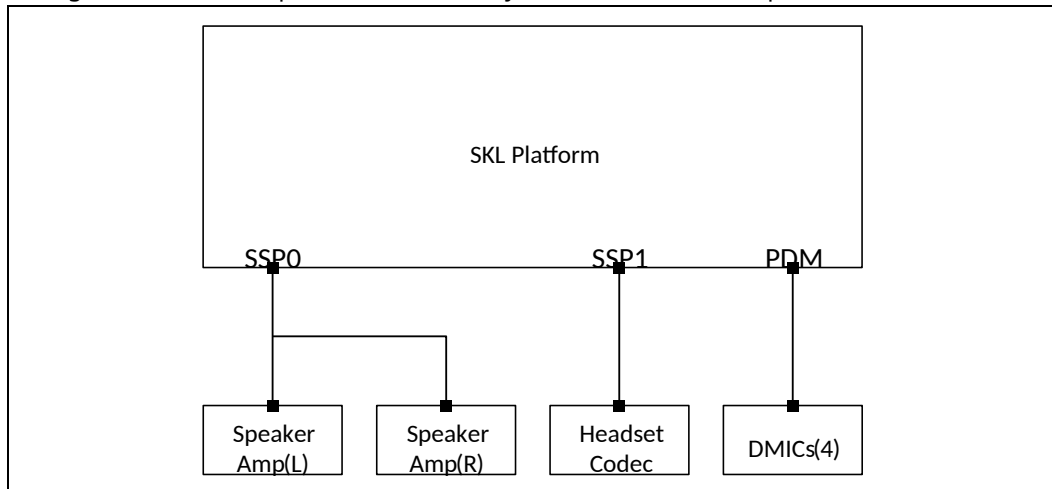 SKL Platform
SSP0 SSP1 PDM
Speaker Amp(L)
Speaker Amp(R)
Headset Codec
DMICs(4)